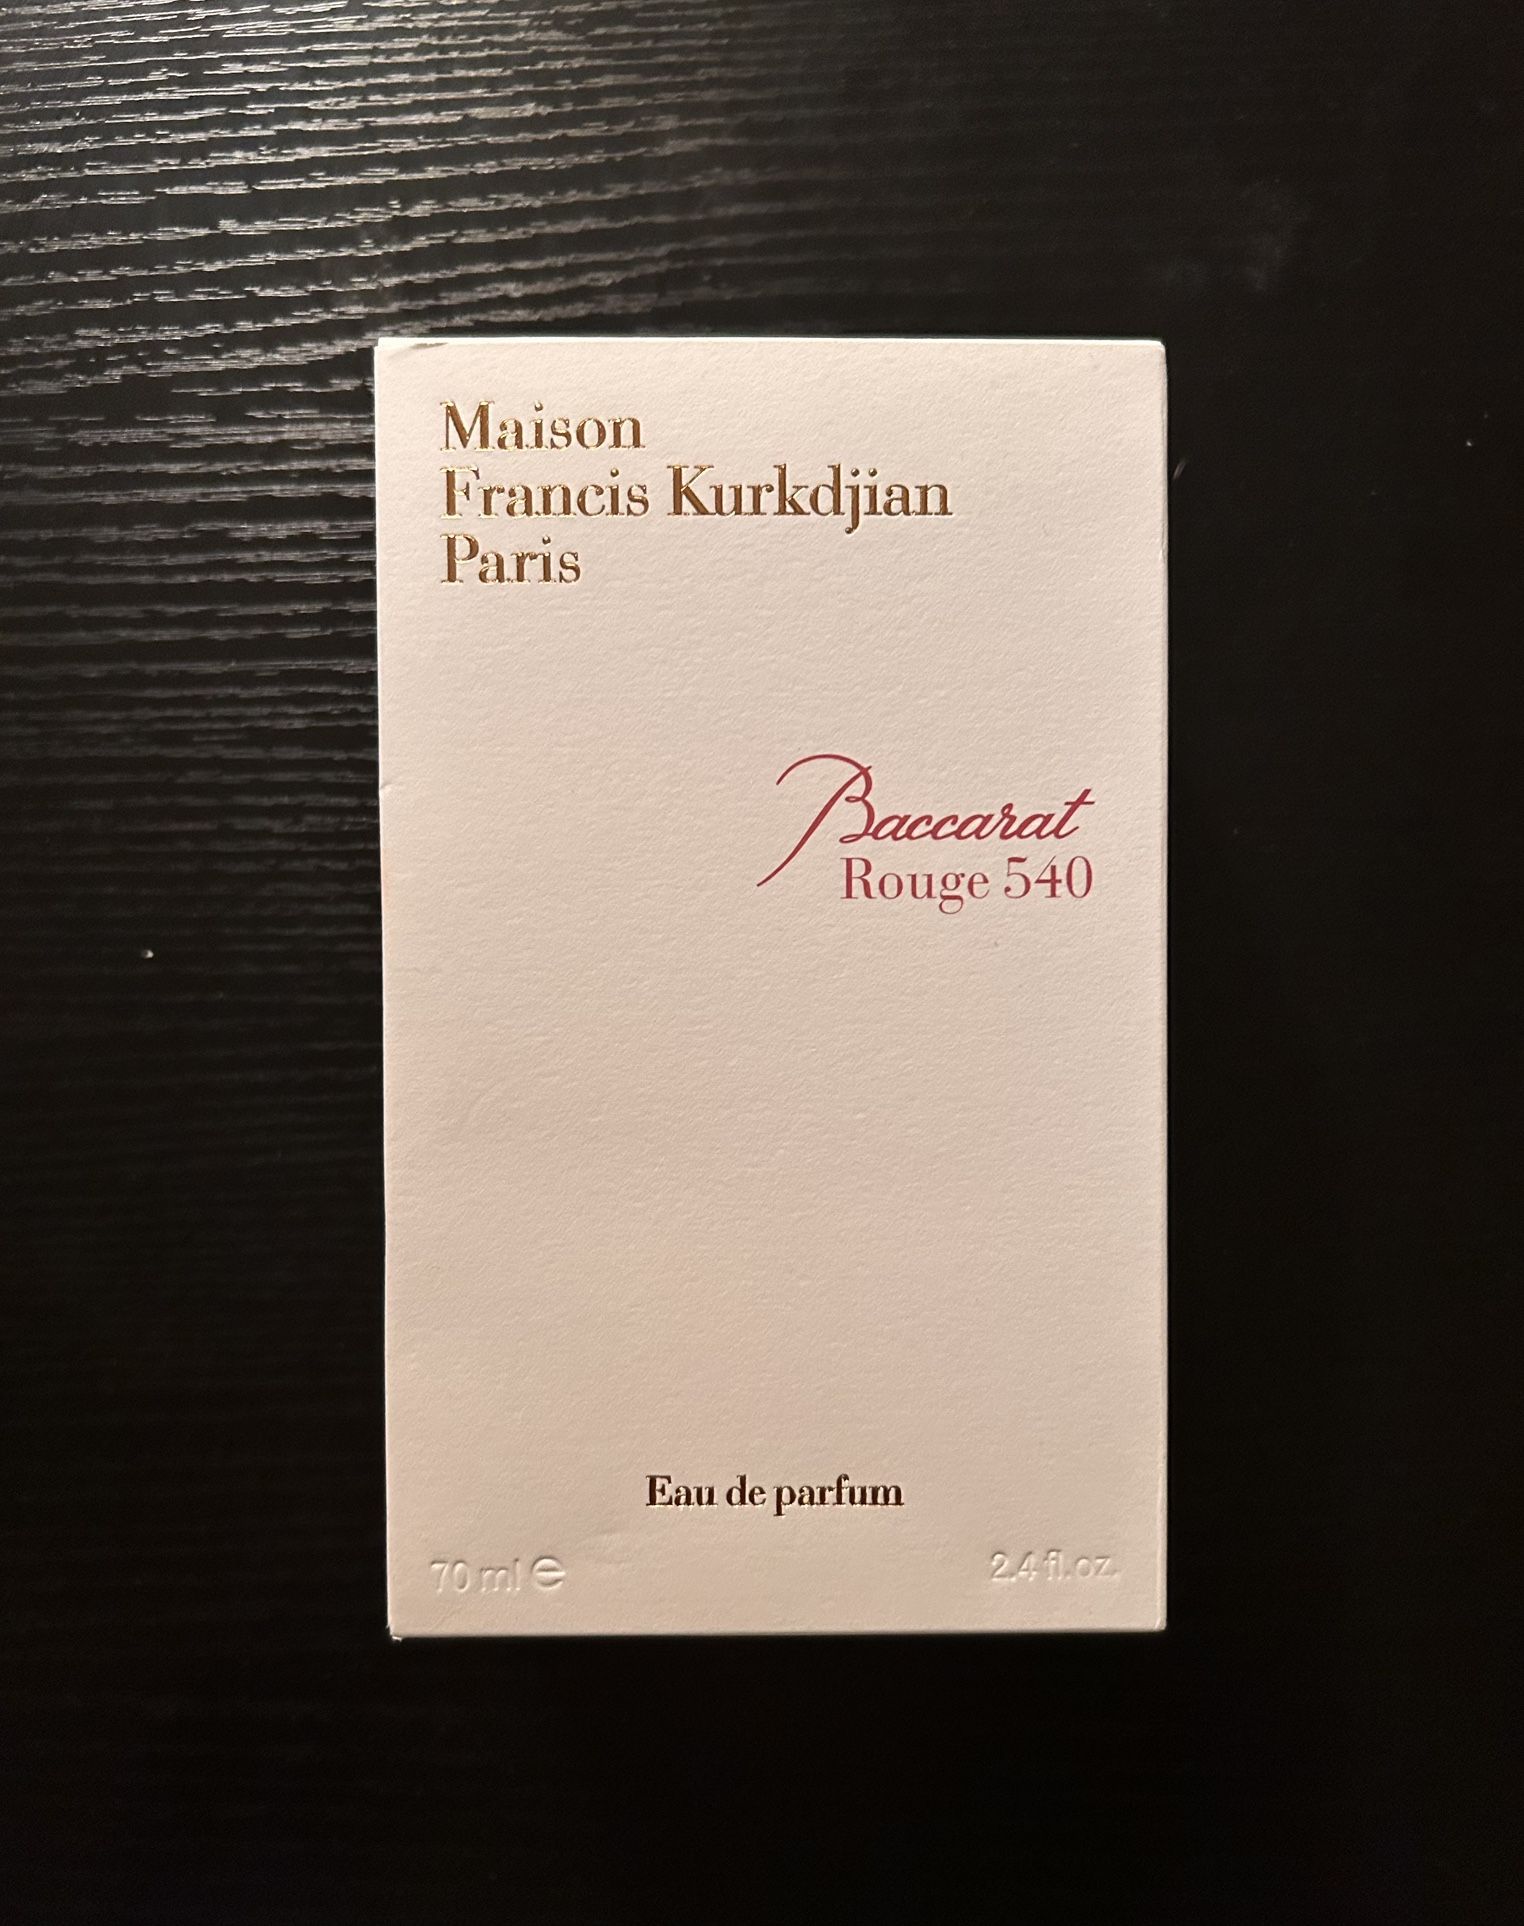 Maison
Francis Kurkdjian
Paris
Baccarat
Rouge 540
Eau de parfum
70 ml ℮
2.4 fl.oz.